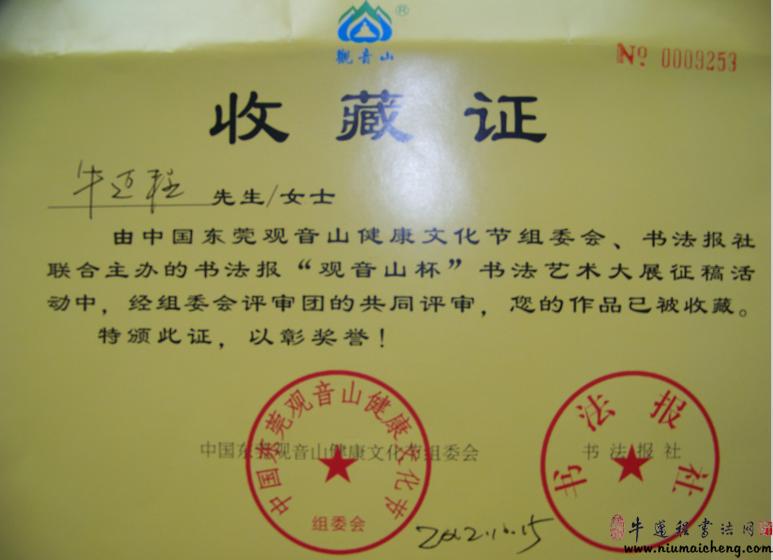 ®
觀音山
№ 0009253
收藏证
牛迈程 先生/女士
由中国东莞观音山健康文化节组委会、书法报社
联合主办的书法报“观音山杯”书法艺术大展征稿活
动中，经组委会评审团的共同评审，您的作品已被收藏。
特颁此证，以彰奖誉！
中国东莞观音山健康文化节组委会
书法报社
中国东莞观音山健康文化节
组委会
书法报社
2012.10.15
牛迈程书法网
www.niumaicheng.com